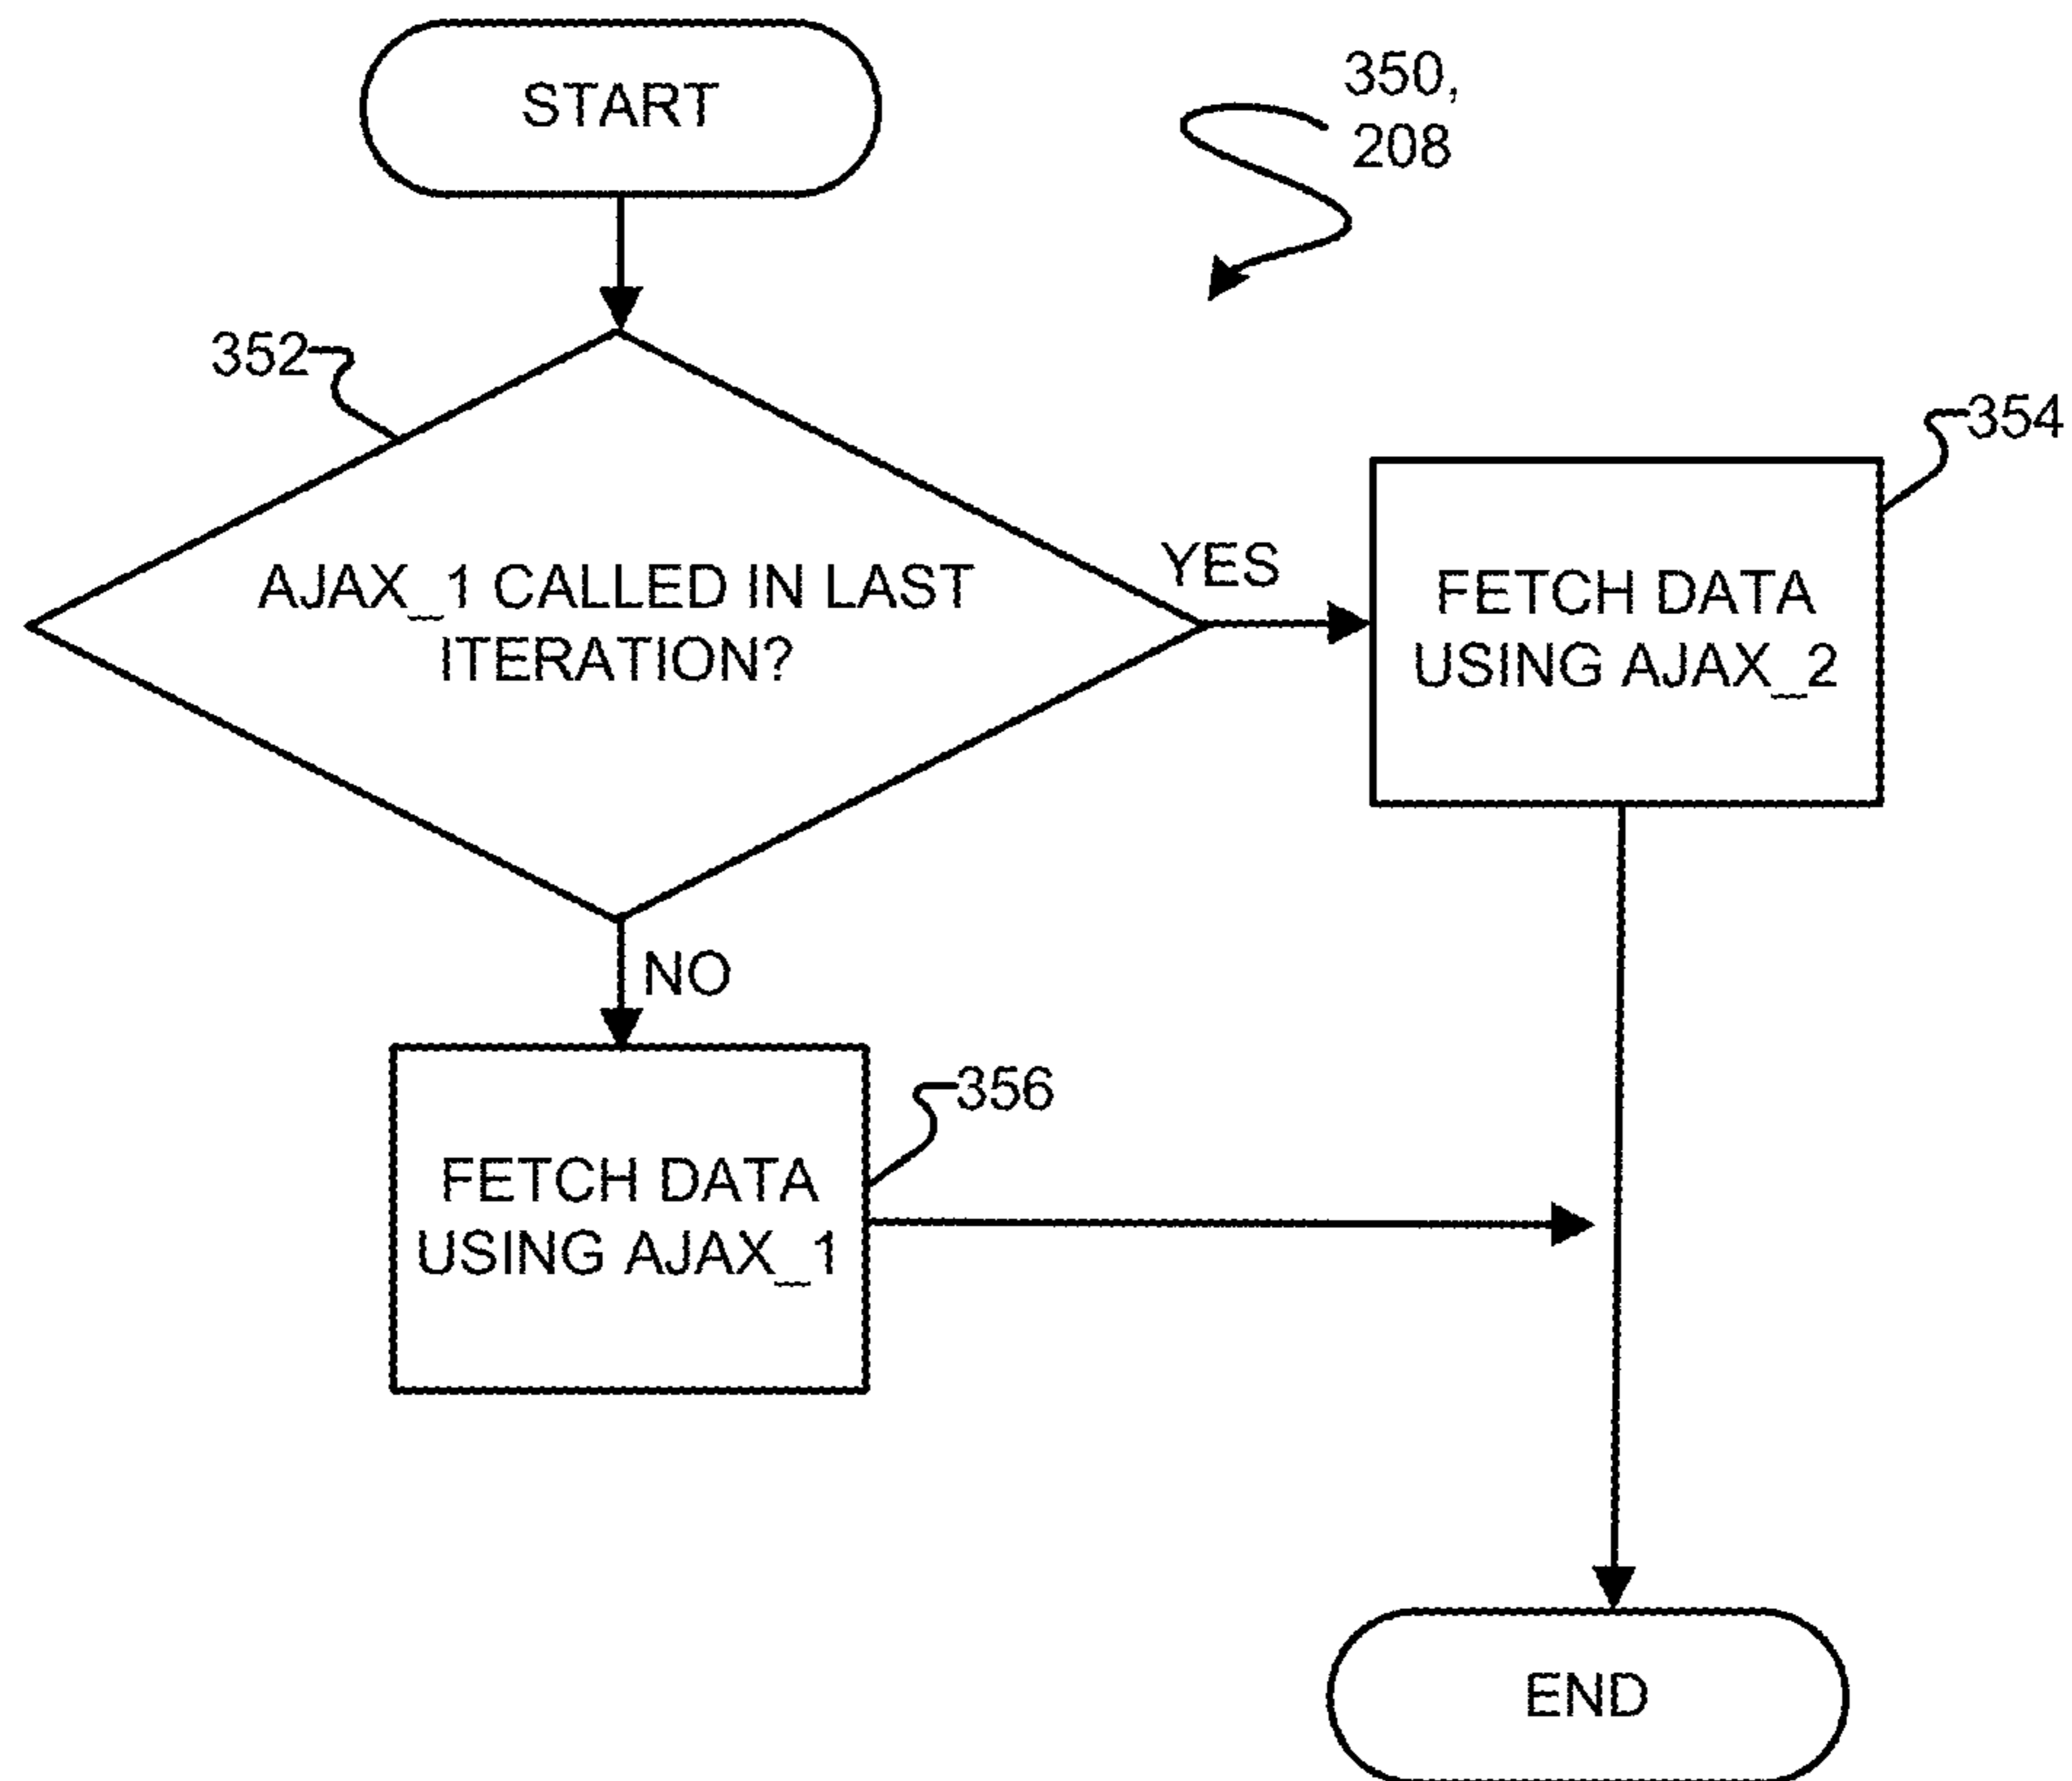 START
350,
208
352
354
AJAX_1 CALLED IN LAST
ITERATION?
YES
FETCH DATA
USING AJAX_2
NO
356
FETCH DATA
USING AJAX_1
END